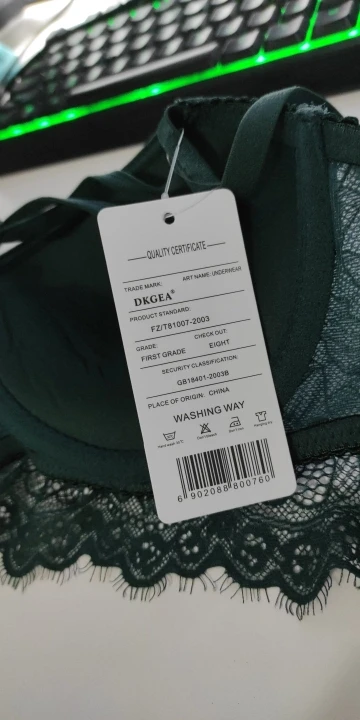 QUALITY CERTIFICATE
TRADE MARK: ART NAME: UNDERWEAR
DKGEA®
PRODUCT STANDARD:
FZ/T81007-2003
GRADE: CHECK OUT:
FIRST GRADE EIGHT
SECURITY CLASSIFICATION:
GB18401-2003B
PLACE OF ORIGIN: CHINA
WASHING WAY
6 902088 800760